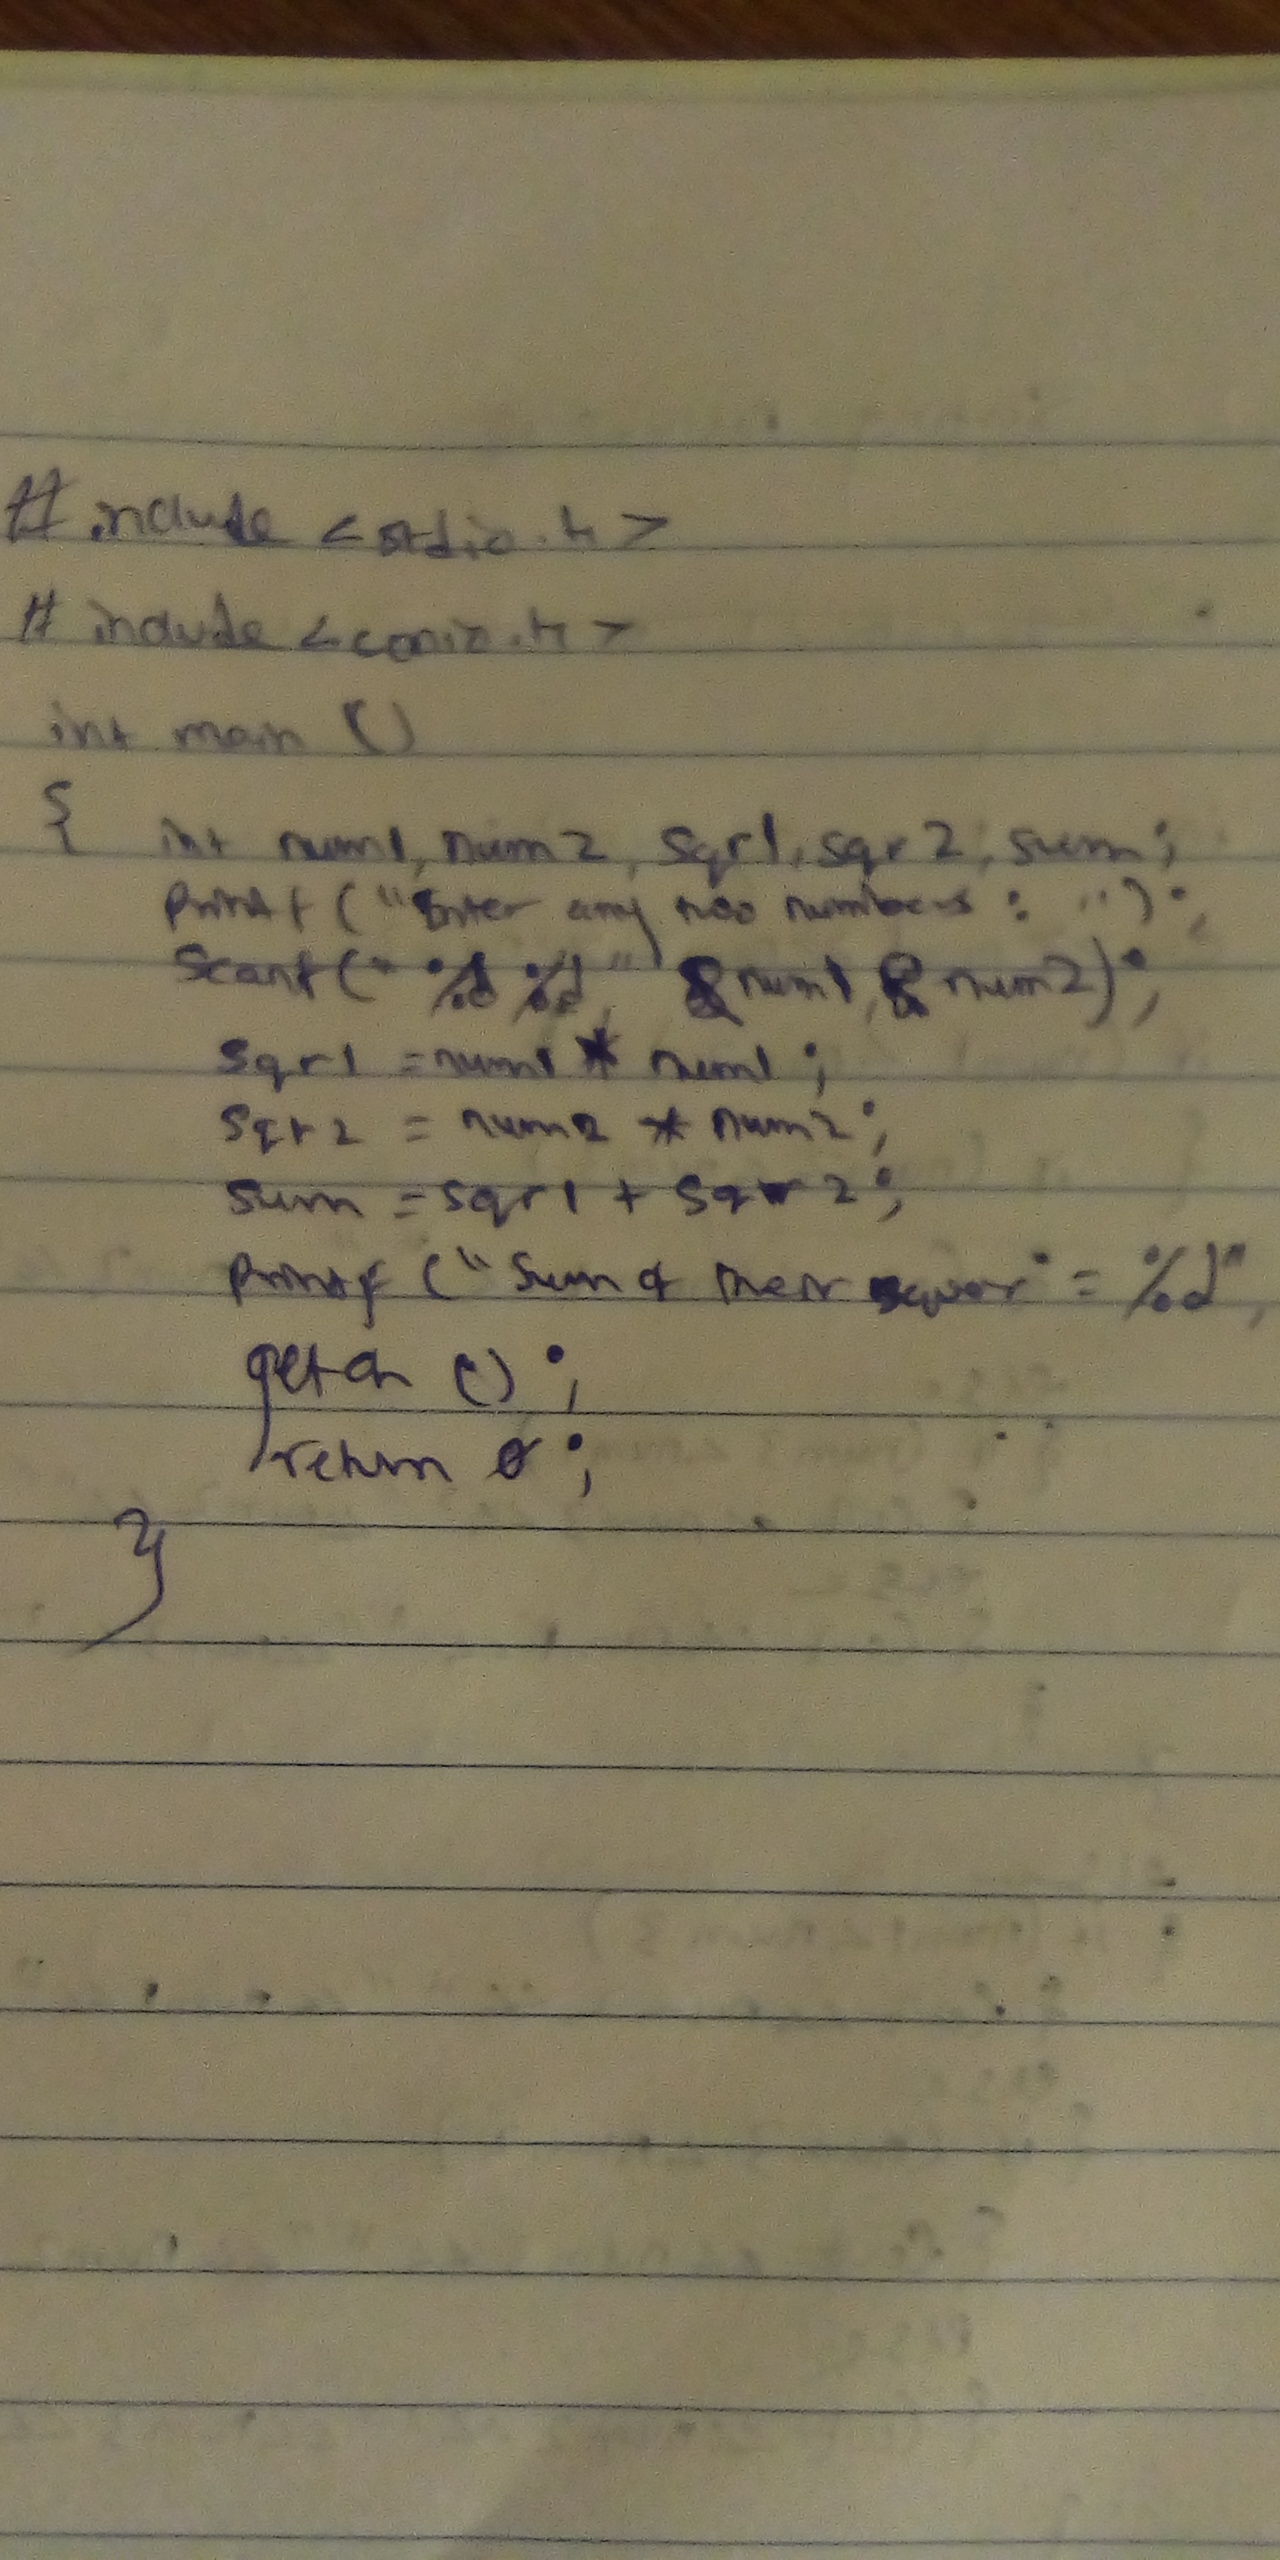 # include <stdio.h>
# include <conio.h>
int main ()
{ int num1, num2, sqr1, sqr2, sum;
printf ("Enter any two numbers : ");
Scanf (" %d %d ", &num1, & num2);
sqr1 = num1 * num1 ;
sqr2 = num2 * num2 ;
sum = sqr1 + sqr2 ;
printf ("Sum of their = %d",
getch () ;
return 0 ;
}